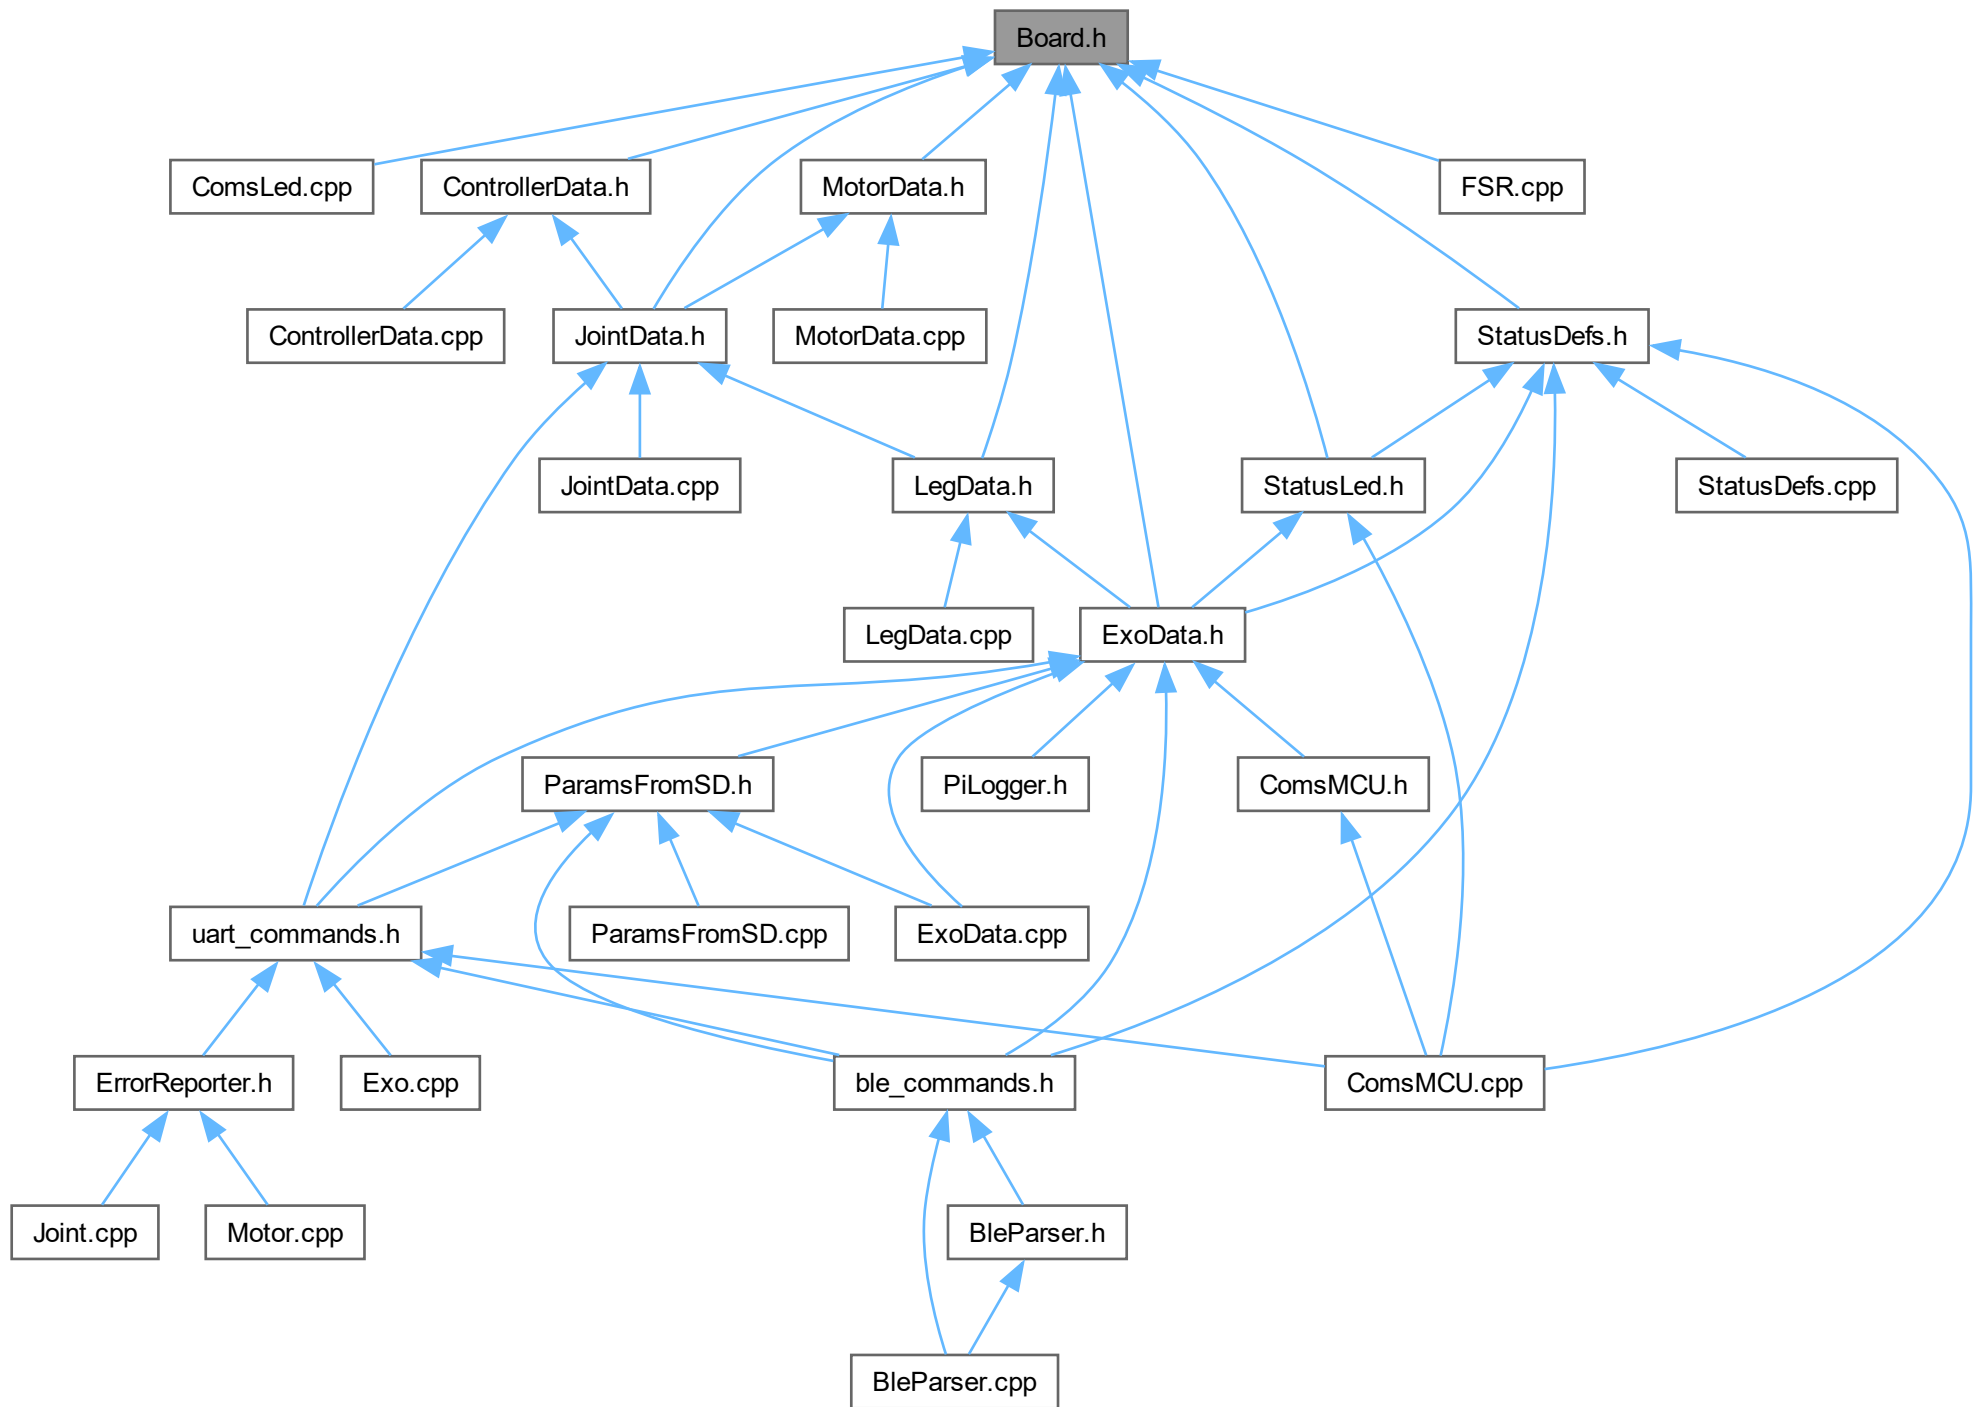 Board.h
ComsLed.cpp
ControllerData.h
MotorData.h
FSR.cpp
ControllerData.cpp
JointData.h
MotorData.cpp
StatusDefs.h
JointData.cpp
LegData.h
StatusLed.h
StatusDefs.cpp
LegData.cpp
ExoData.h
ParamsFromSD.h
PiLogger.h
ComsMCU.h
uart_commands.h
ParamsFromSD.cpp
ExoData.cpp
ErrorReporter.h
Exo.cpp
ble_commands.h
ComsMCU.cpp
Joint.cpp
Motor.cpp
BleParser.h
BleParser.cpp